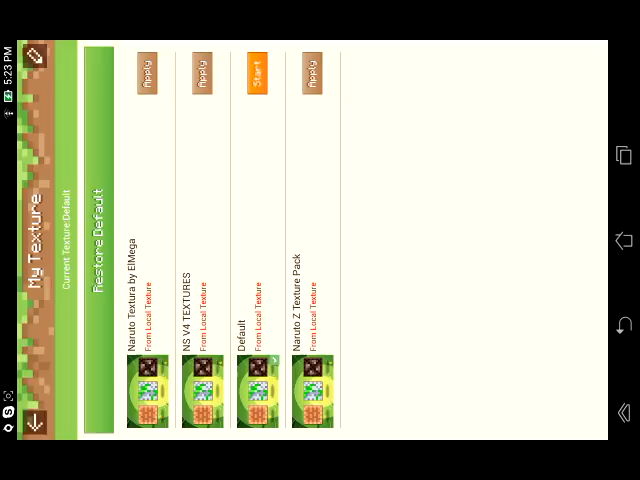 5:23 PM
My Texture
Current Texture:Default
Restore Default
Naruto Textura by ElMega
From Local Texture
Apply
NS V4 TEXTURES
From Local Texture
Apply
Default
From Local Texture
Start
Naruto Z Texture Pack
From Local Texture
Apply